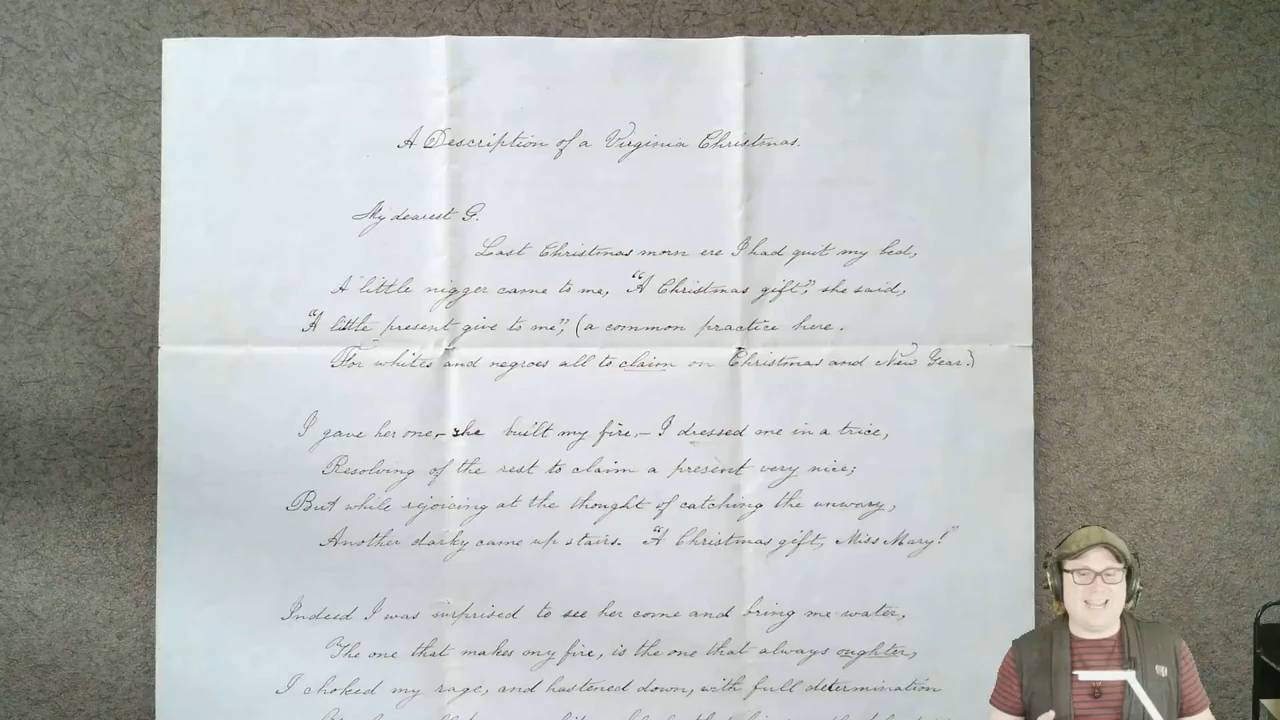 A Description of a Virginia Christmas.
My dearest G.
Last Christmas morn ere I had quit my bed,
A little nigger came to me, "A Christmas gift," she said,
"A little present give to me", (a common practice here.
For whites and negroes all to claim on Christmas and New Year.)
I gave her one,– she built my fire,– I dressed me in a trice,
Resolving of the rest to claim a present very nice;
But while rejoicing at the thought of catching the unwary,
Another darky came up stairs. "A Christmas gift, Miss Mary!"
Indeed I was surprised to see her come and bring me water,
The one that makes my fire, is the one that always oughter,
I choked my rage, and hastened down, with full determination